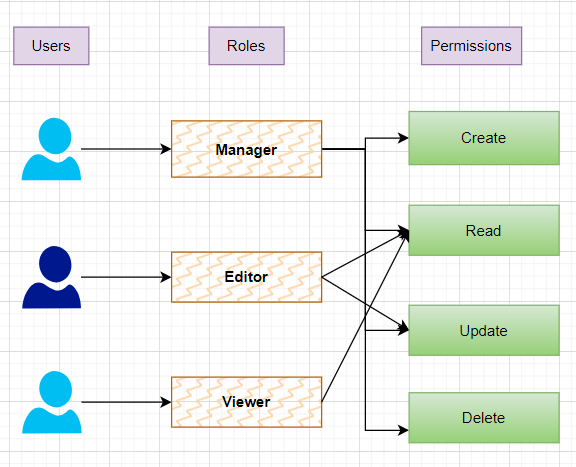 Users
Roles
Permissions
Manager
Create
Editor
Read
Update
Viewer
Delete